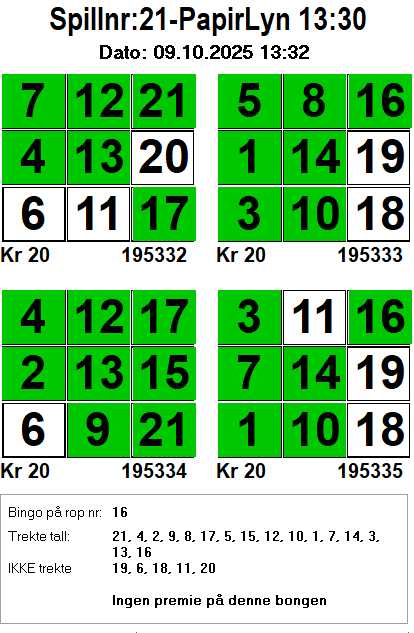 Spillnr:21-PapirLyn 13:30
Dato: 09.10.2025 13:32
7 12 21
4 13 20
6 11 17
Kr 20 195332
5 8 16
1 14 19
3 10 18
Kr 20 195333
4 12 17
2 13 15
6 9 21
Kr 20 195334
3 11 16
7 14 19
1 10 18
Kr 20 195335
Bingo på rop nr: 16
Trekte tall: 21, 4, 2, 9, 8, 17, 5, 15, 12, 10, 1, 7, 14, 3,
13, 16
IKKE trekte 19, 6, 18, 11, 20
Ingen premie på denne bongen